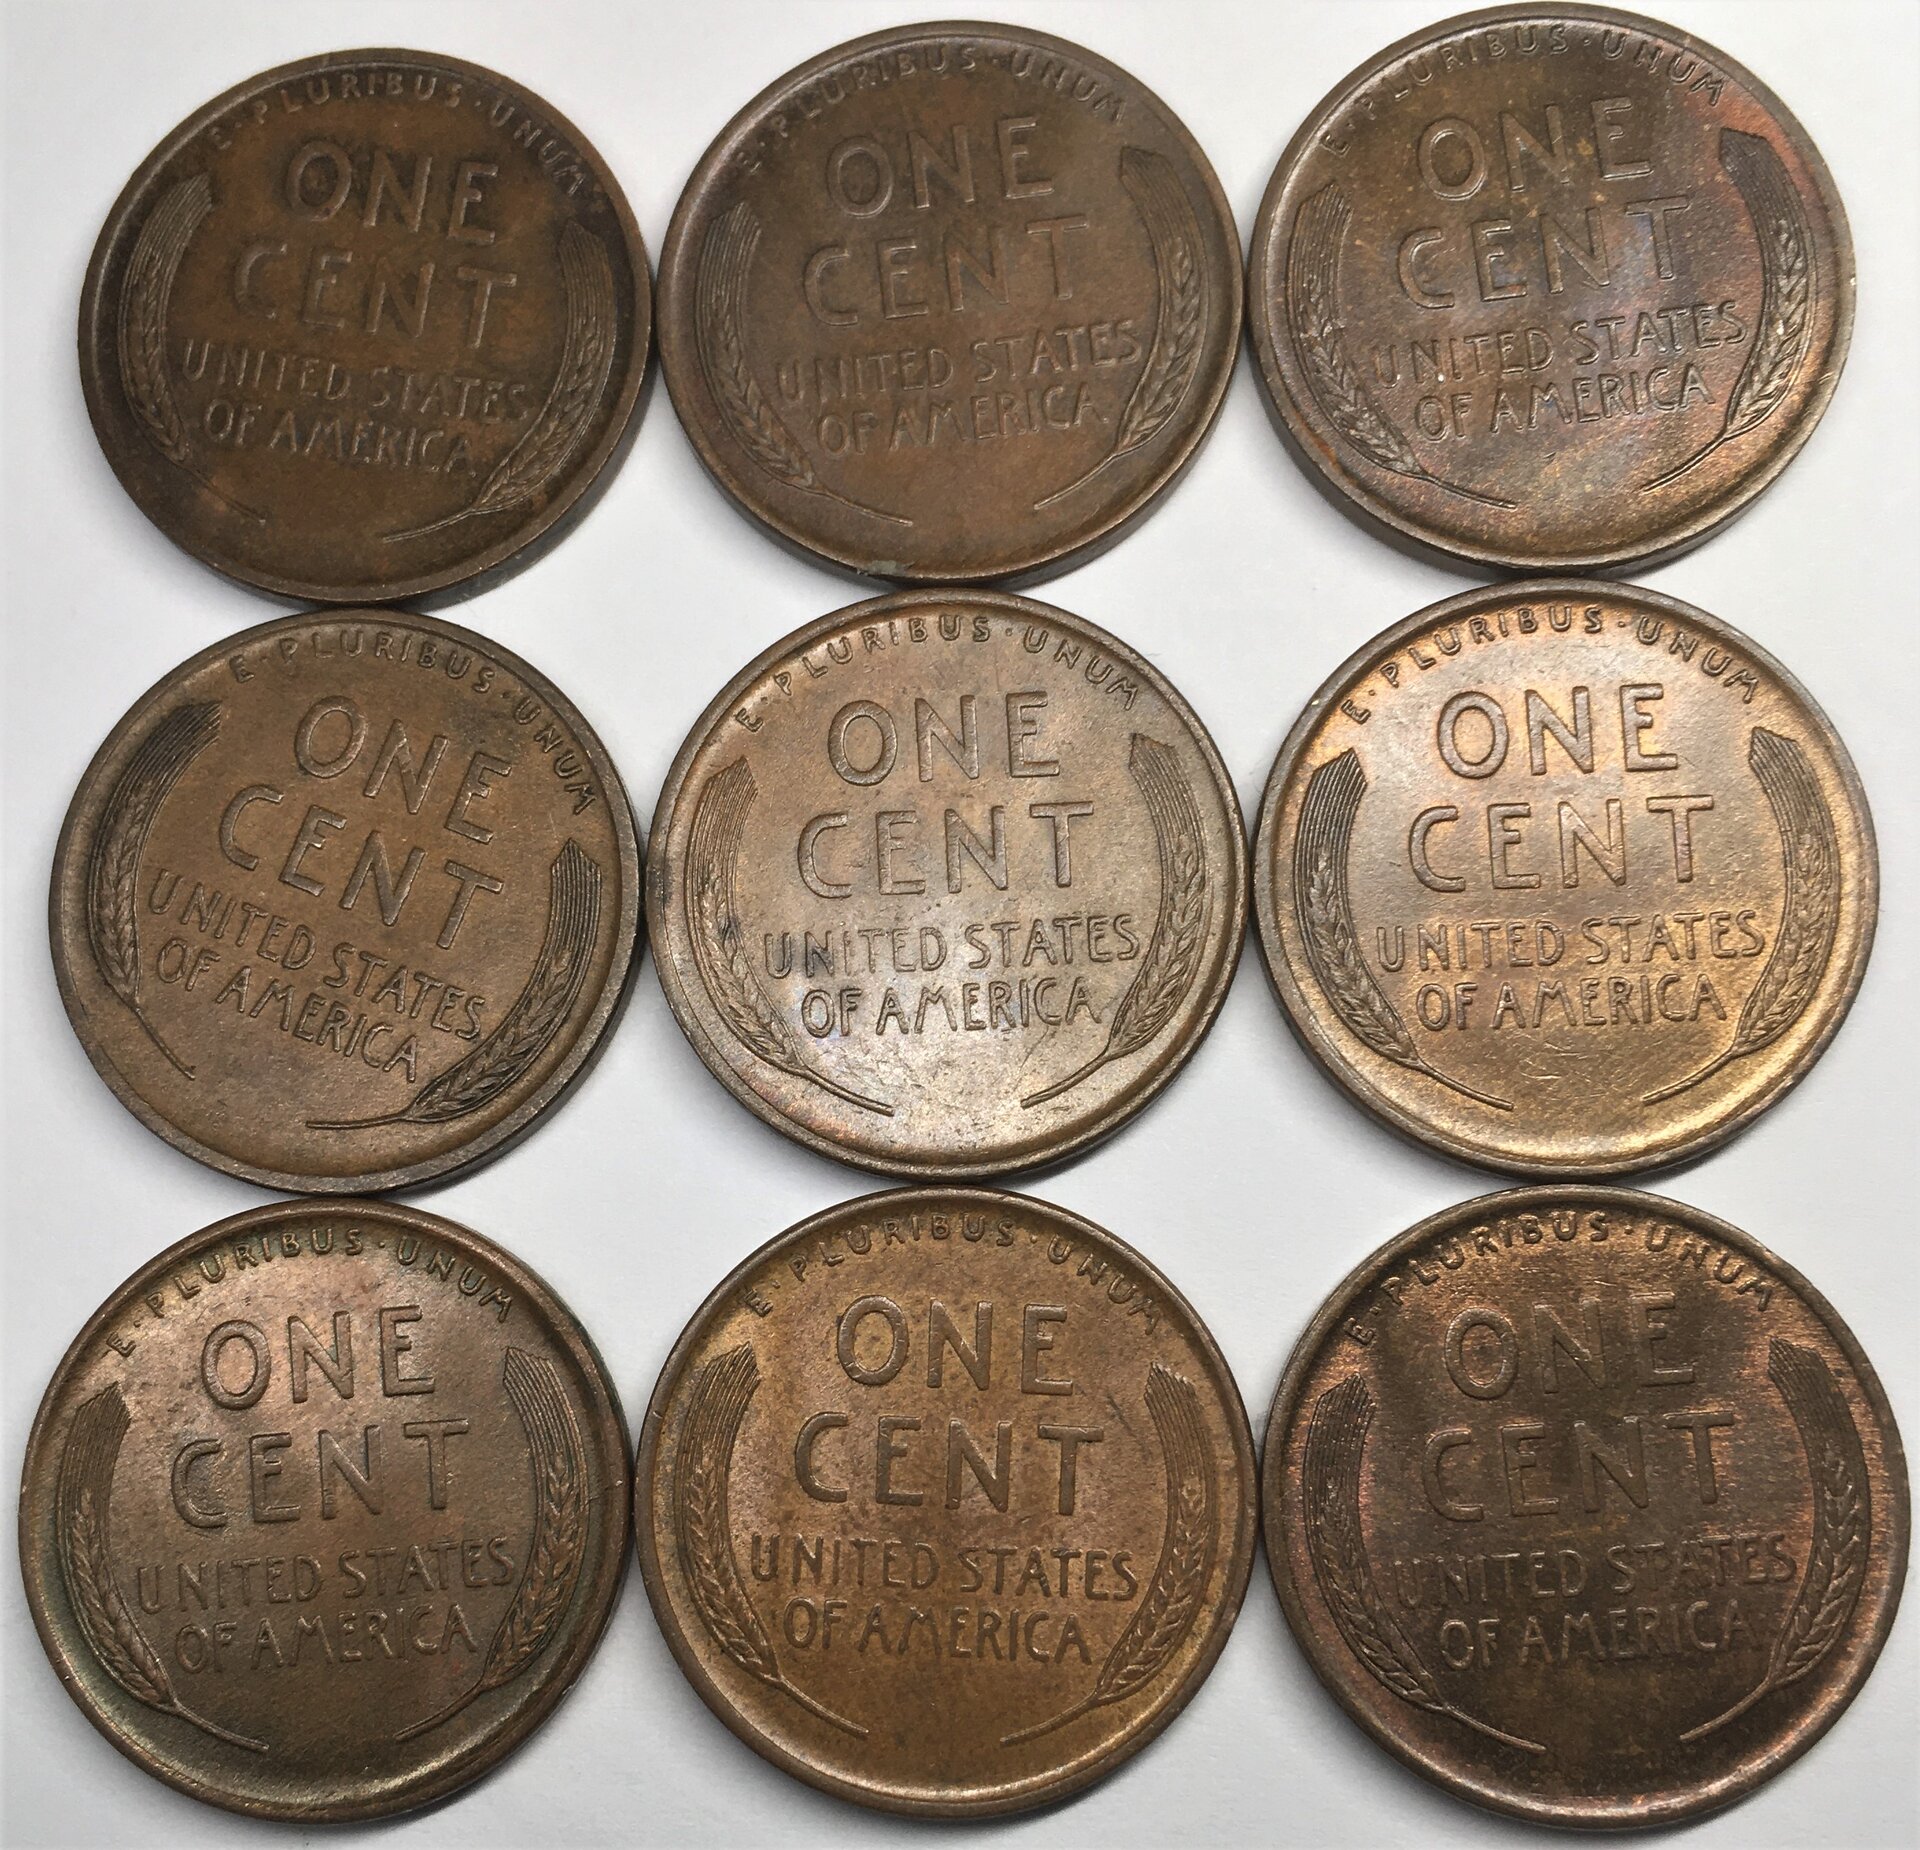 E · PLURIBUS · UNUM
ONE
CENT
UNITED STATES
OF AMERICA
E · PLURIBUS · UNUM
ONE
CENT
UNITED STATES
OF AMERICA
E · PLURIBUS · UNUM
ONE
CENT
UNITED STATES
OF AMERICA
E · PLURIBUS · UNUM
ONE
CENT
UNITED STATES
OF AMERICA
E · PLURIBUS · UNUM
ONE
CENT
UNITED STATES
OF AMERICA
E · PLURIBUS · UNUM
ONE
CENT
UNITED STATES
OF AMERICA
E · PLURIBUS · UNUM
ONE
CENT
UNITED STATES
OF AMERICA
E · PLURIBUS · UNUM
ONE
CENT
UNITED STATES
OF AMERICA
E · PLURIBUS · UNUM
ONE
CENT
UNITED STATES
OF AMERICA